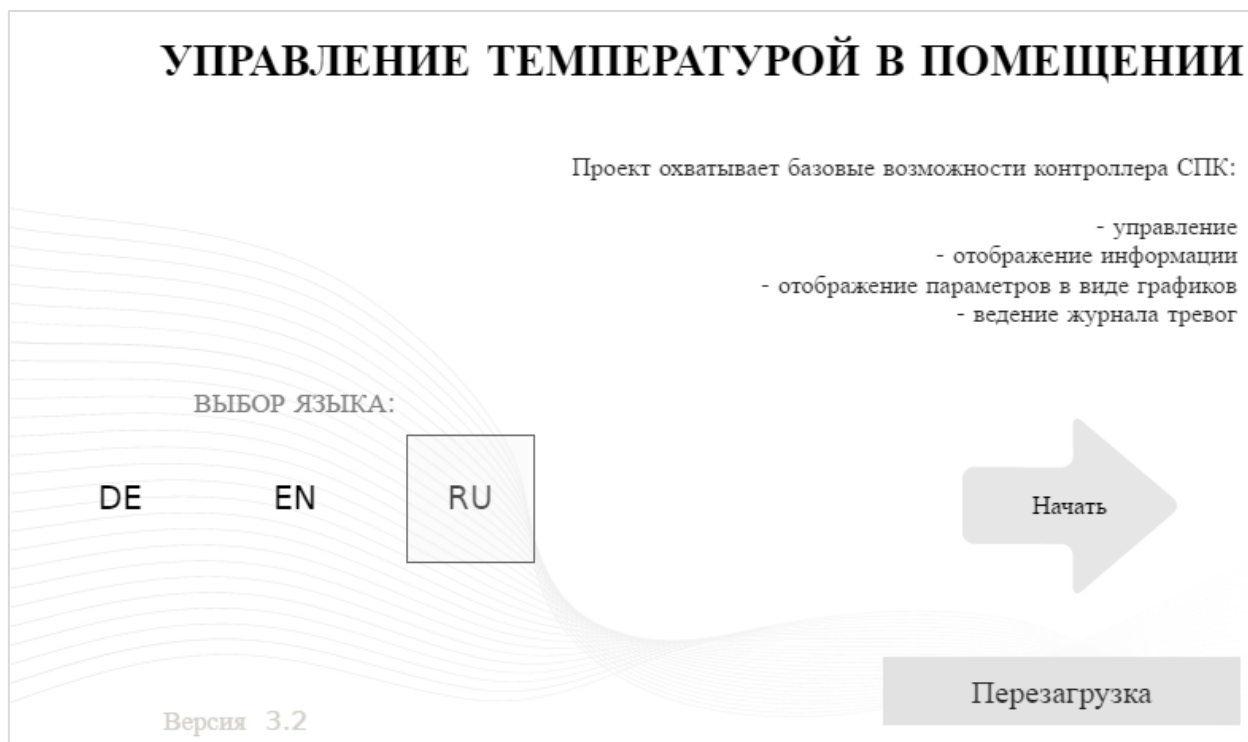 УПРАВЛЕНИЕ ТЕМПЕРАТУРОЙ В ПОМЕЩЕНИИ
Проект охватывает базовые возможности контроллера СПК:
- управление
- отображение информации
- отображение параметров в виде графиков
- ведение журнала тревог
ВЫБОР ЯЗЫКА:
DE EN RU
Начать
Перезагрузка
Версия 3.2